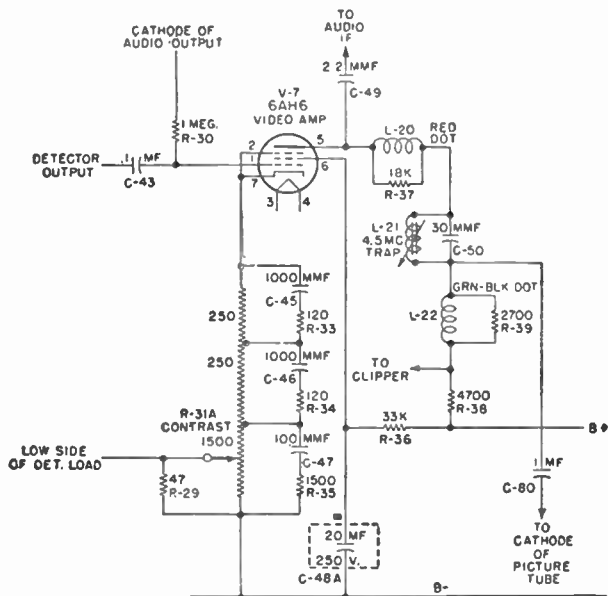 TO
AUDIO
IF
CATHODE OF
AUDIO OUTPUT
2 2 MMF
C-49
V-7
6AH6
VIDEO AMP
1 MEG.
R-30
L-20
RED
DOT
2
1
7
5
6
3
4
DETECTOR
OUTPUT
.1 MF
C-43
18K
R-37
L-21
4.5MC
TRAP
30 MMF
C-50
1000 MMF
C-45
GRN-BLK DOT
250
120
R-33
L-22
2700
R-39
1000 MMF
C-46
250
TO
CLIPPER
120
R-34
4700
R-38
R-31A
CONTRAST
1500
100 MMF
C-47
33K
R-36
B+
LOW SIDE
OF DET. LOAD
47
R-29
1500
R-35
.1 MF
C-80
20 MF
250 V.
C-48A
TO
CATHODE
OF
PICTURE
TUBE
B-